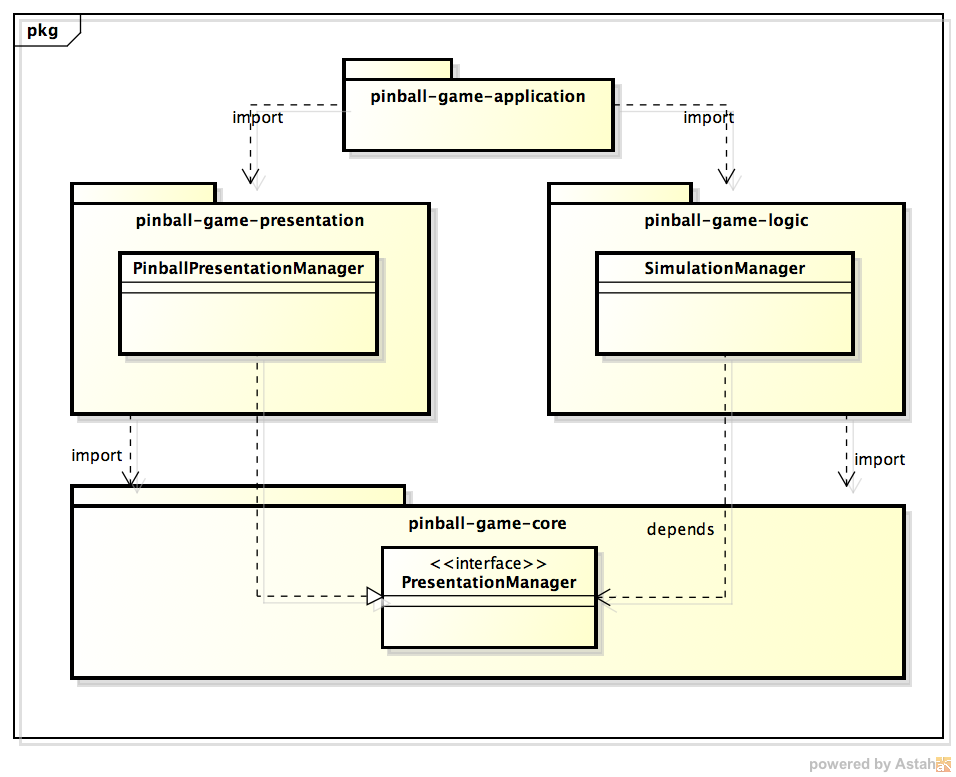 pkg
pinball-game-application
import
import
pinball-game-presentation
pinball-game-logic
PinballPresentationManager
SimulationManager
import
import
pinball-game-core
depends
<<interface>>
PresentationManager
powered by Astah